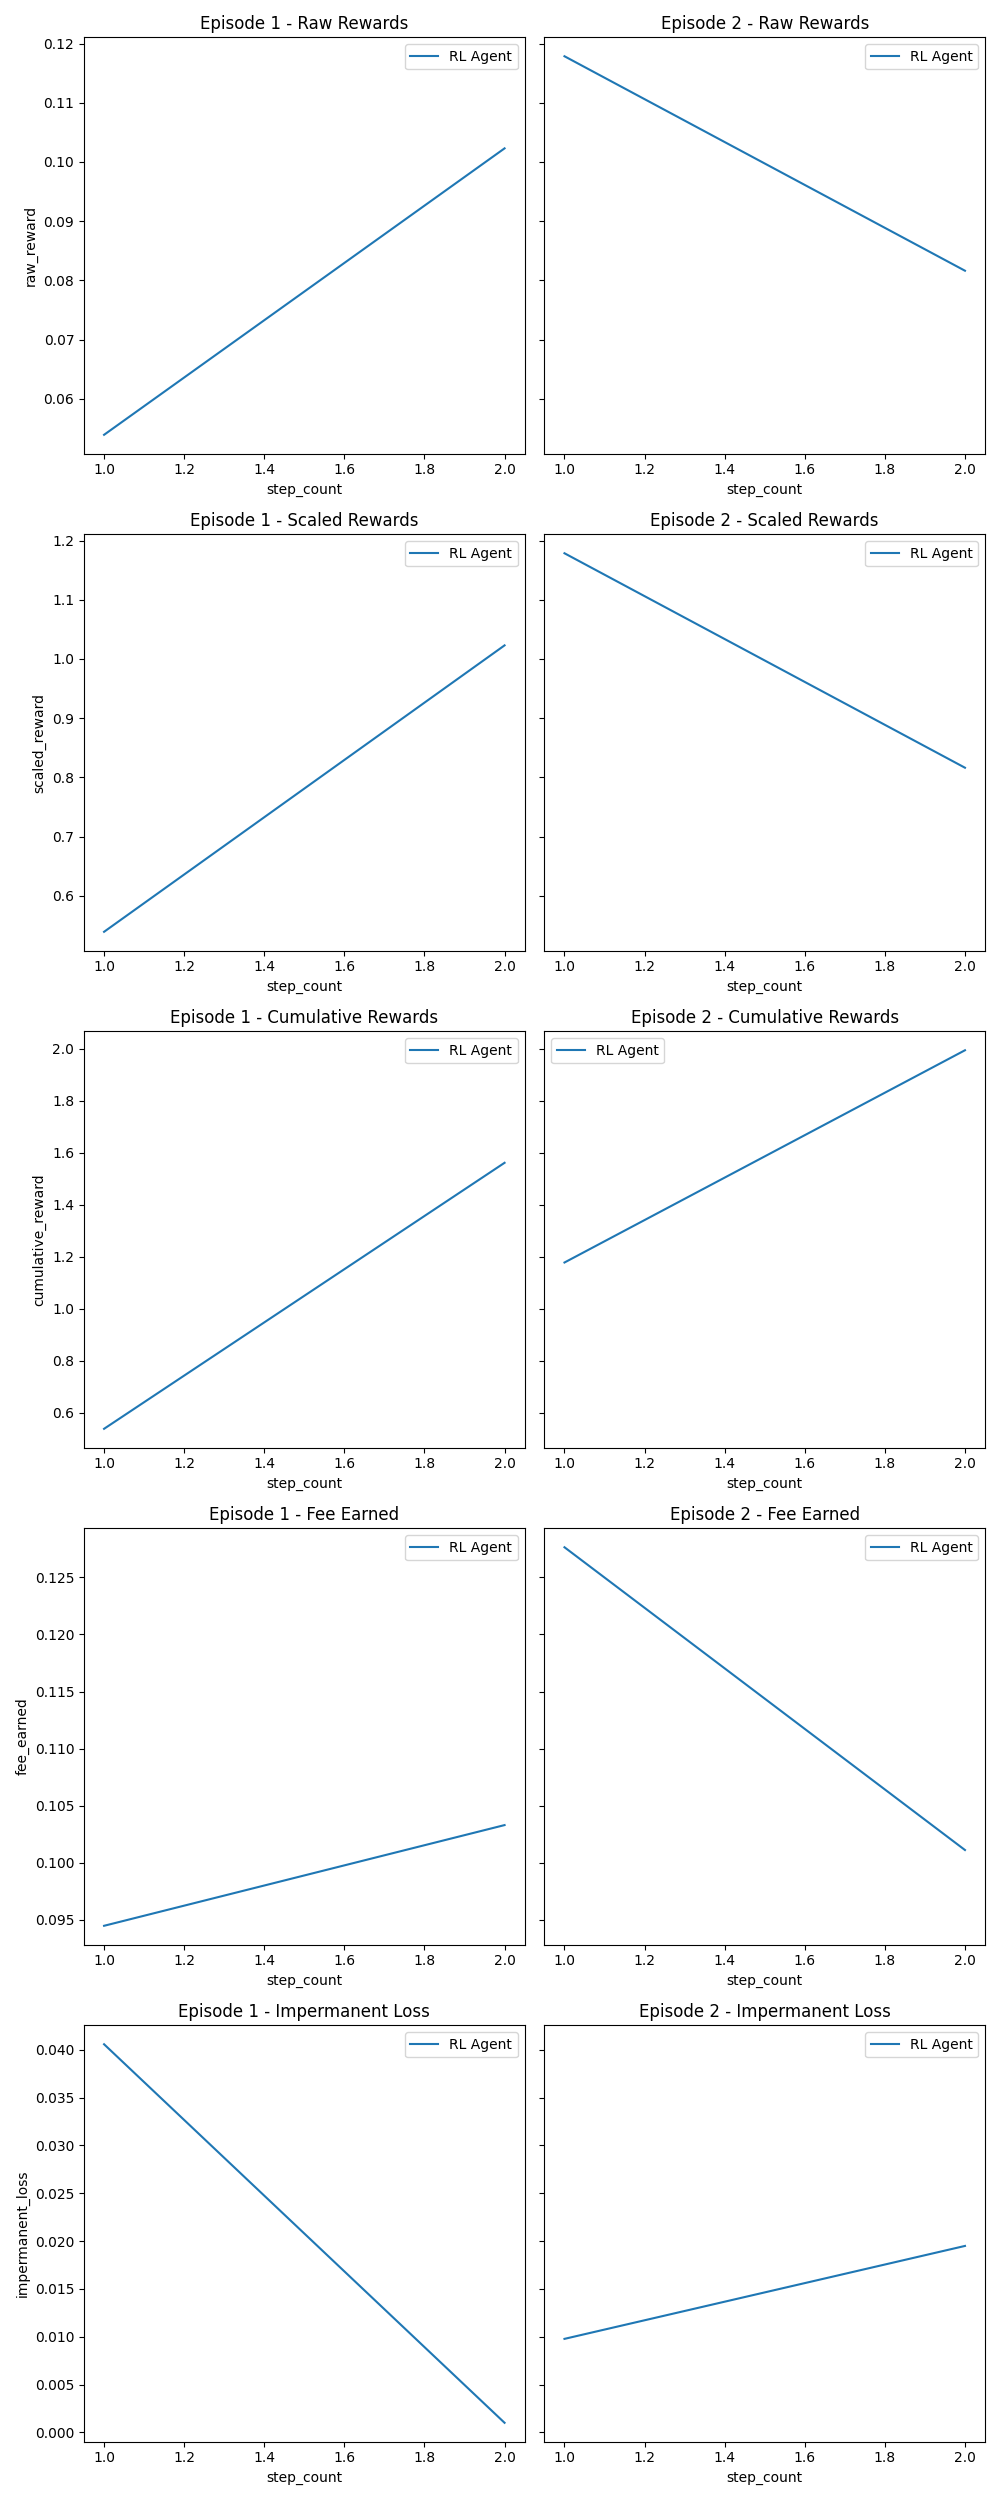 Episode 1 - Raw Rewards
Episode 2 - Raw Rewards
RL Agent
RL Agent
0.12
0.11
0.10
0.09
0.08
0.07
0.06
raw_reward
1.0 1.2 1.4 1.6 1.8 2.0
1.0 1.2 1.4 1.6 1.8 2.0
step_count
step_count
Episode 1 - Scaled Rewards
Episode 2 - Scaled Rewards
RL Agent
RL Agent
1.2
1.1
1.0
0.9
0.8
0.7
0.6
scaled_reward
1.0 1.2 1.4 1.6 1.8 2.0
1.0 1.2 1.4 1.6 1.8 2.0
step_count
step_count
Episode 1 - Cumulative Rewards
Episode 2 - Cumulative Rewards
RL Agent
RL Agent
2.0
1.8
1.6
1.4
1.2
1.0
0.8
0.6
cumulative_reward
1.0 1.2 1.4 1.6 1.8 2.0
1.0 1.2 1.4 1.6 1.8 2.0
step_count
step_count
Episode 1 - Fee Earned
Episode 2 - Fee Earned
RL Agent
RL Agent
0.125
0.120
0.115
0.110
0.105
0.100
0.095
fee_earned
1.0 1.2 1.4 1.6 1.8 2.0
1.0 1.2 1.4 1.6 1.8 2.0
step_count
step_count
Episode 1 - Impermanent Loss
Episode 2 - Impermanent Loss
RL Agent
RL Agent
0.040
0.035
0.030
0.025
0.020
0.015
0.010
0.005
0.000
impermanent_loss
1.0 1.2 1.4 1.6 1.8 2.0
1.0 1.2 1.4 1.6 1.8 2.0
step_count
step_count